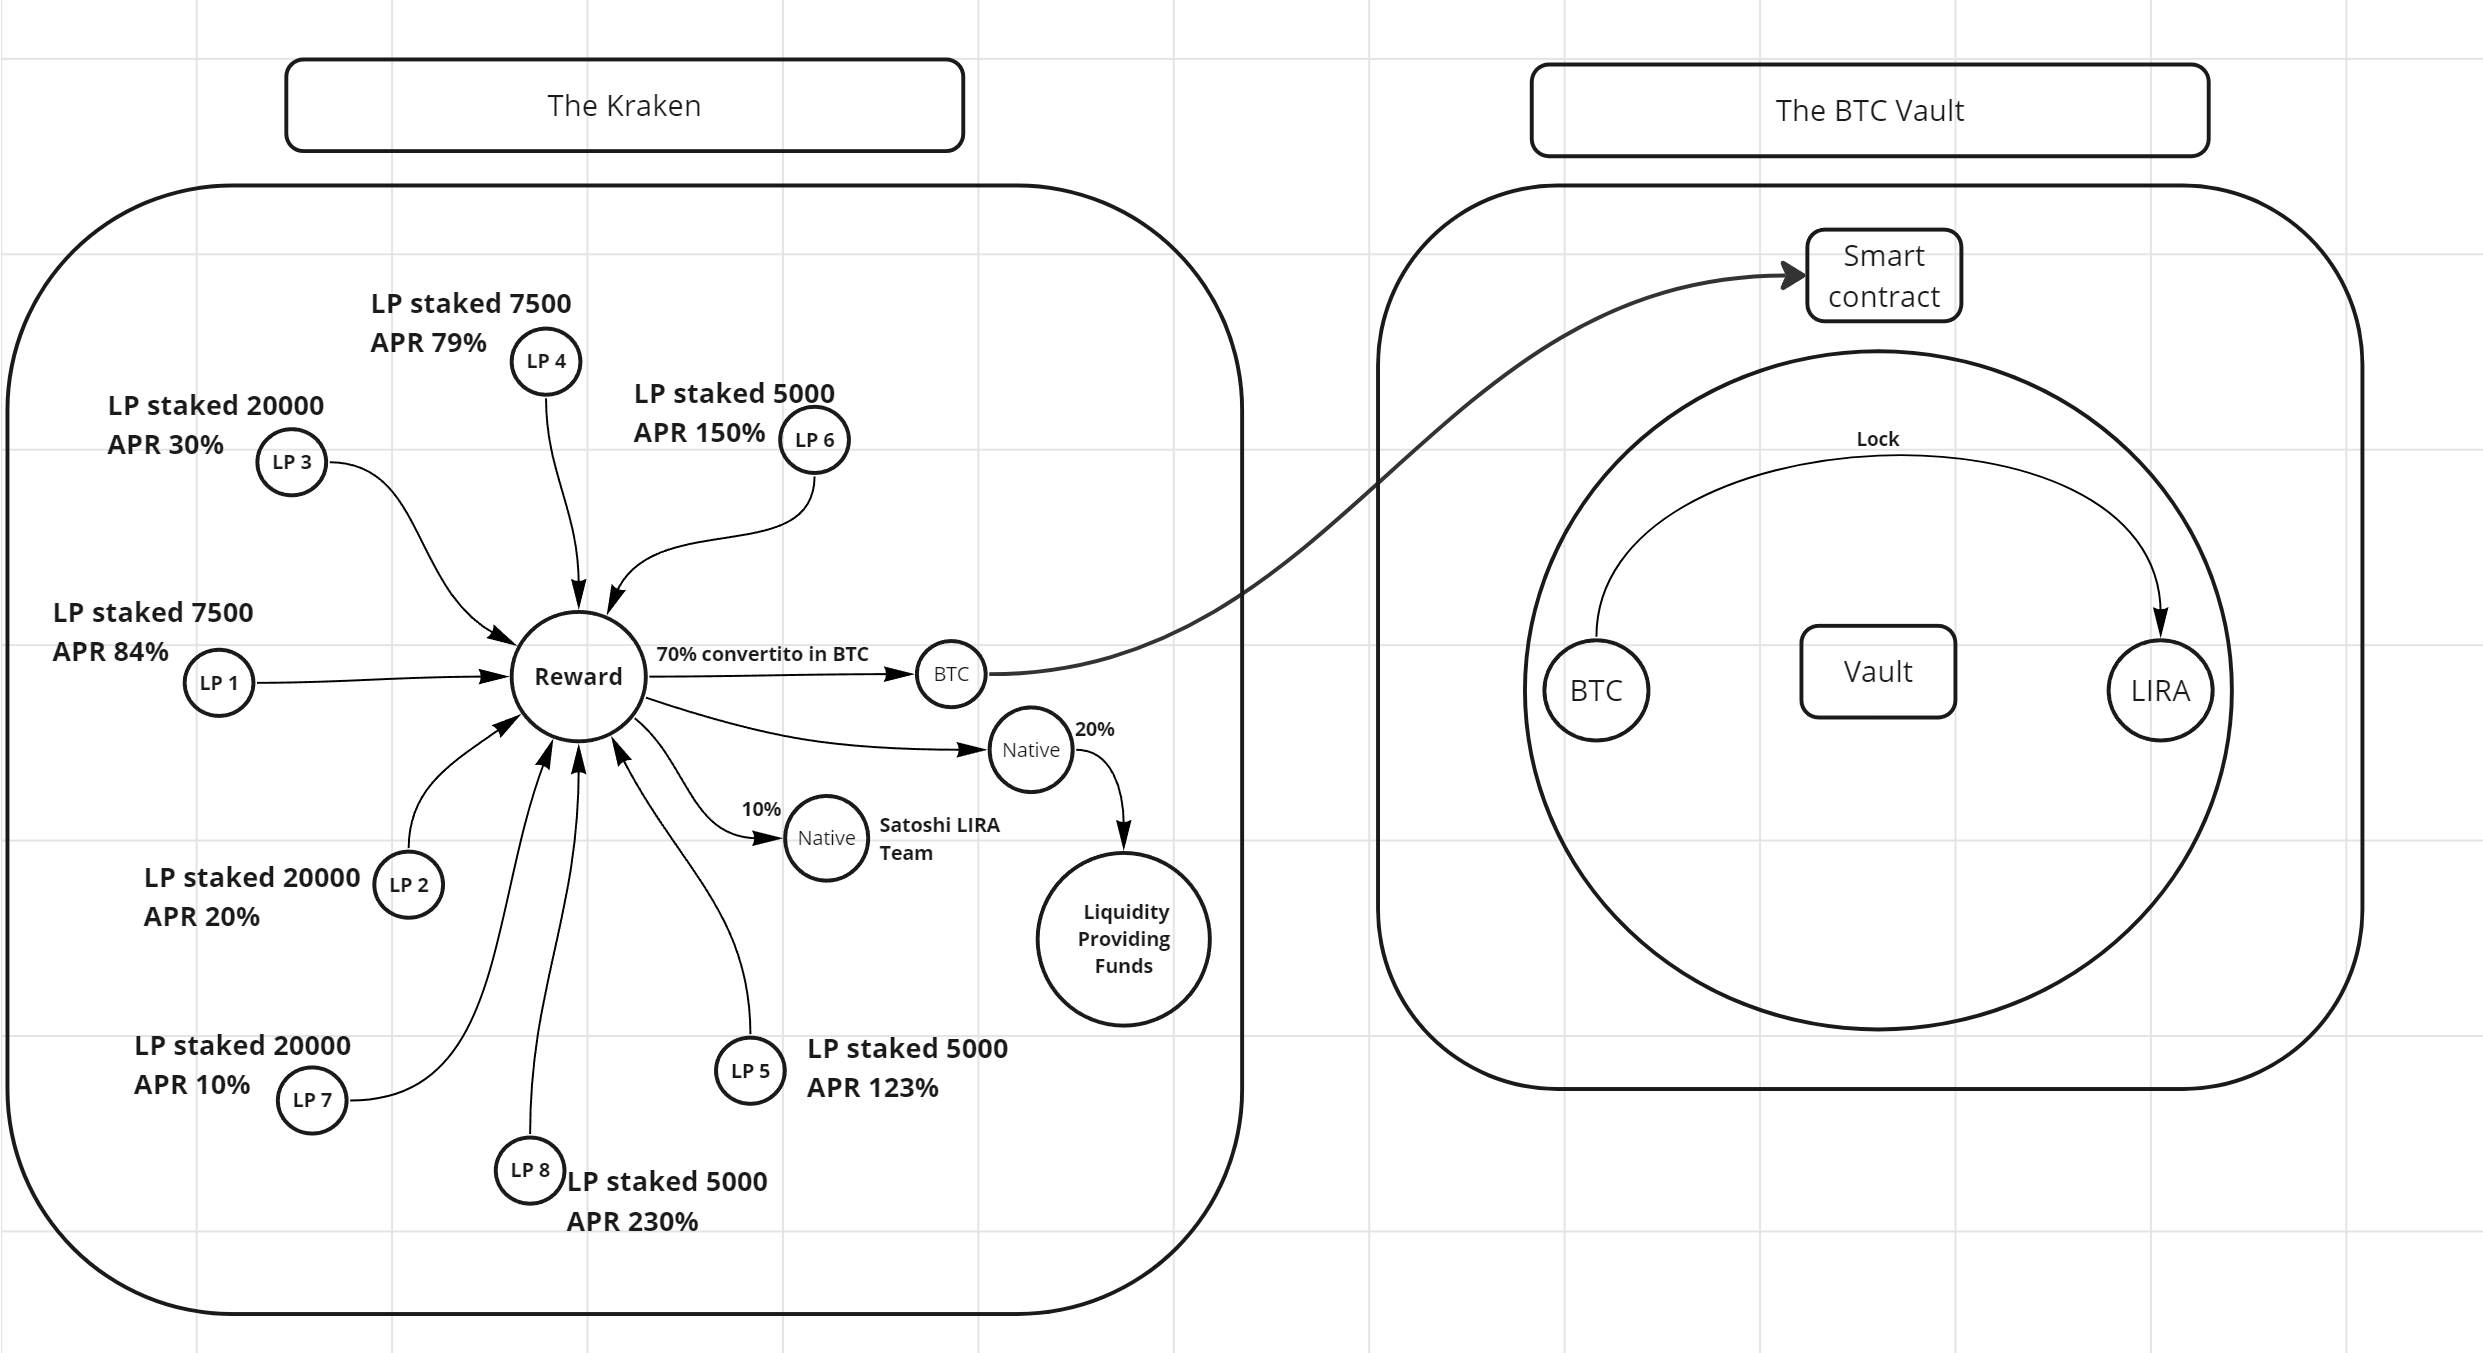 The Kraken
The BTC Vault
Smart
contract
LP staked 7500
APR 79%
LP 4
LP staked 5000
APR 150%
LP 6
LP staked 20000
APR 30%
LP 3
Lock
LP staked 7500
APR 84%
LP 1
Reward
70% convertito in BTC
BTC
BTC
Vault
LIRA
Native
20%
10%
Native
Satoshi LIRA
Team
LP staked 20000
APR 20%
LP 2
Liquidity
Providing
Funds
LP staked 20000
APR 10%
LP 7
LP 5
LP staked 5000
APR 123%
LP 8
LP staked 5000
APR 230%